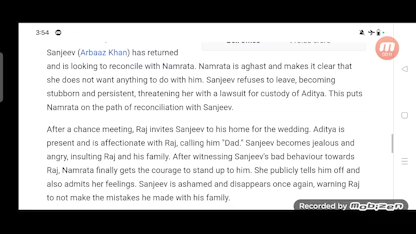 3:54
Sanjeev (Arbaaz Khan) has returned
and is looking to reconcile with Namrata. Namrata is aghast and makes it clear that
she does not want anything to do with him. Sanjeev refuses to leave, becoming
stubborn and persistent, threatening her with a lawsuit for custody of Aditya. This puts
Namrata on the path of reconciliation with Sanjeev.
After a chance meeting, Raj invites Sanjeev to his home for the wedding. Aditya is
present and is affectionate with Raj, calling him "Dad." Sanjeev becomes jealous and
angry, insulting Raj and his family. After witnessing Sanjeev's bad behaviour towards
Raj, Namrata finally gets the courage to stand up to him. She publicly tells him off and
also admits her feelings. Sanjeev is ashamed and disappears once again, warning Raj
to not make the mistakes he made with his family.
Recorded by MOBIZEN